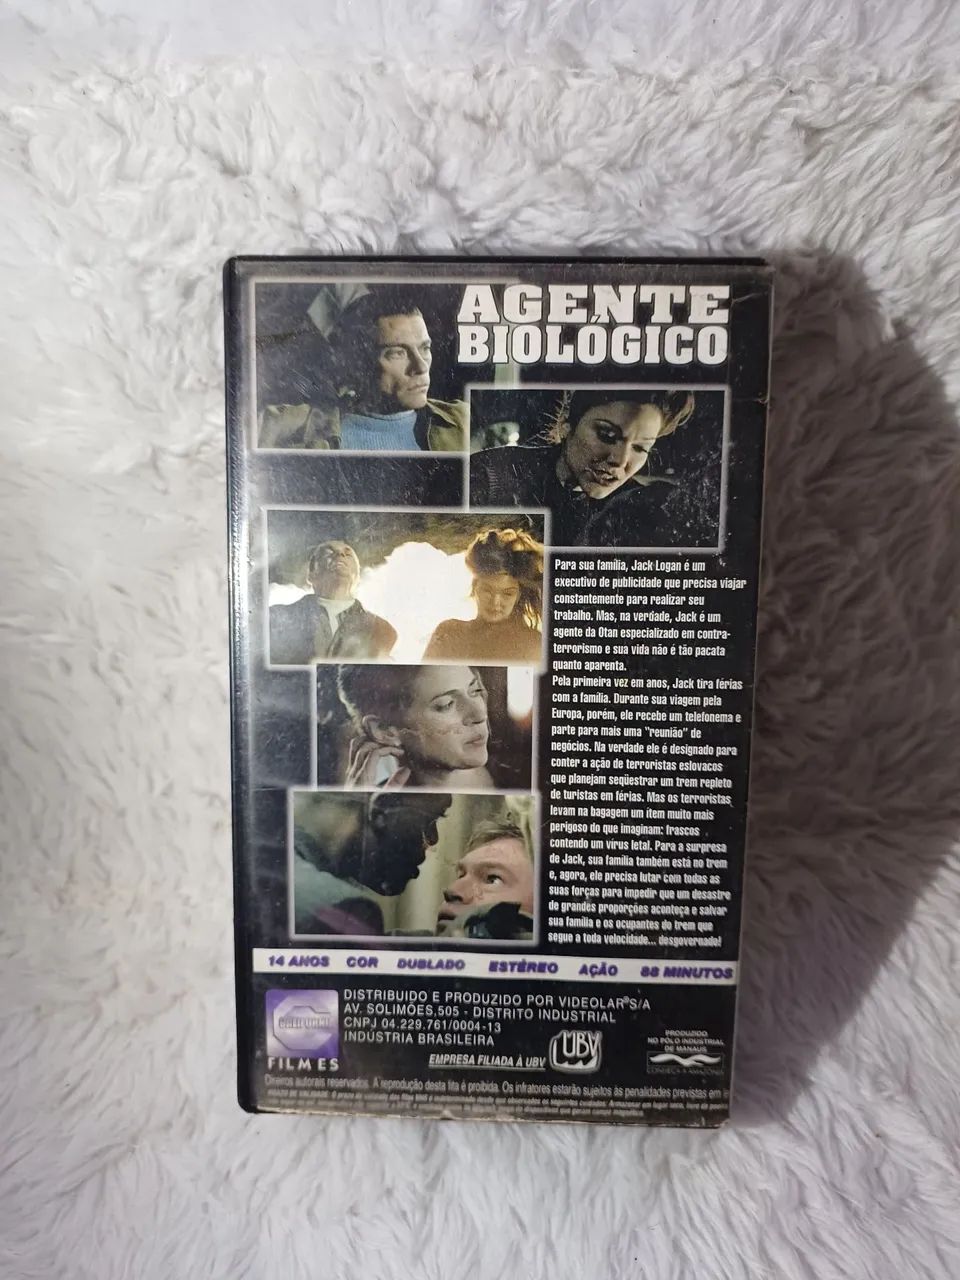 AGENTE
BIOLÓGICO
Para sua família, Jack Logan é um
executivo de publicidade que precisa viajar
constantemente para realizar seu
trabalho. Mas, na verdade, Jack é um
agente da Otan especializado em contra-
terrorismo e sua vida não é tão pacata
quanto aparenta.
Pela primeira vez em anos, Jack tira férias
com a família. Durante sua viagem pela
Europa, porém, ele recebe um telefonema e
parte para mais uma "reunião" de
negócios. Na verdade ele é designado para
conter a ação de terroristas eslovacos
que planejam seqüestrar um trem repleto
de turistas em férias. Mas os terroristas
levam na bagagem um ítem muito mais
perigoso do que imaginam: frascos
contendo um vírus letal. Para a surpresa
de Jack, sua família também está no trem
e, agora, ele precisa lutar com todas as
suas forças para impedir que um desastre
de grandes proporções aconteça e salvar
sua família e os ocupantes do trem que
segue a toda velocidade... desgovernado!
14 ANOS COR DUBLADO ESTÉREO AÇÃO 88 MINUTOS
FILMES
DISTRIBUIDO E PRODUZIDO POR VIDEOLAR® S/A
AV. SOLIMÕES, 505 - DISTRITO INDUSTRIAL
CNPJ 04.229.761/0004-13
INDÚSTRIA BRASILEIRA
EMPRESA FILIADA À UBV
UBV
PRODUZIDO
NO PÓLO INDUSTRIAL
DE MANAUS
CONHEÇA A AMAZÔNIA
Direitos autorais reservados. A reprodução desta fita é proibida. Os infratores estarão sujeitos às penalidades previstas em